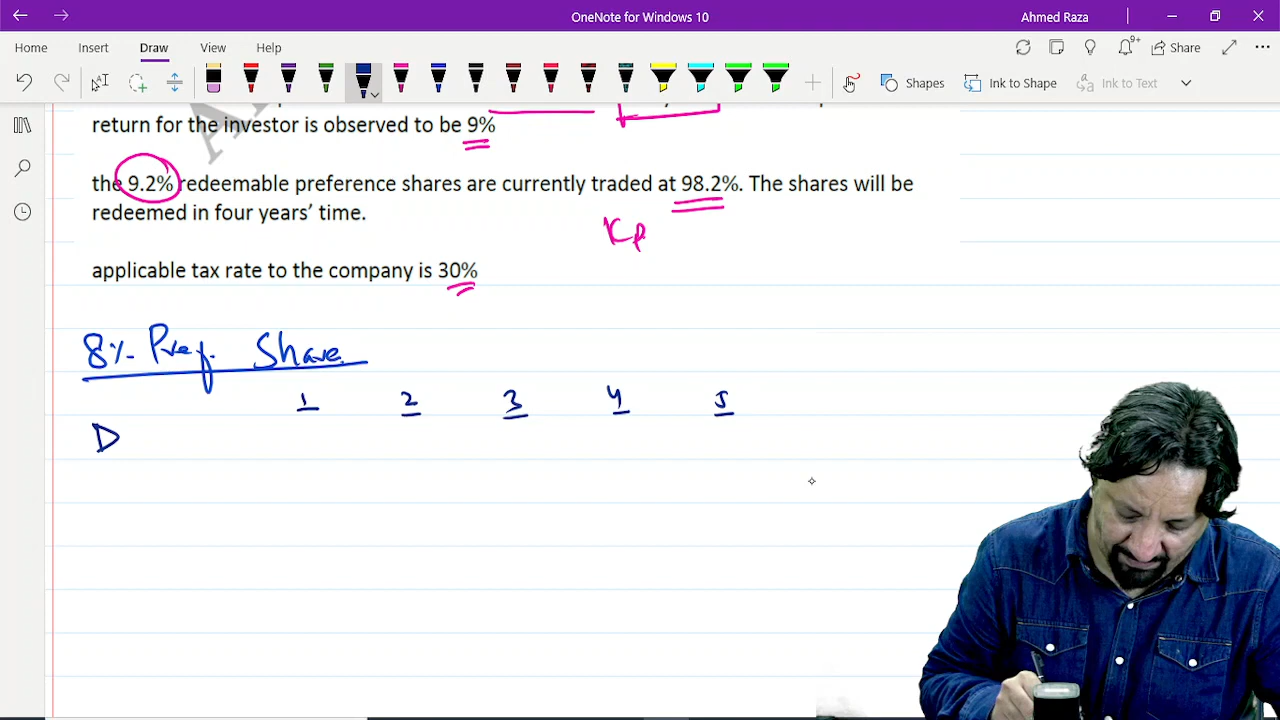 OneNote for Windows 10
Ahmed Raza
Home Insert Draw View Help
9+
Share
Shapes Ink to Shape Ink to Text
return for the investor is observed to be 9%
the 9.2% redeemable preference shares are currently traded at 98.2%. The shares will be
redeemed in four years' time.
Kp
applicable tax rate to the company is 30%
8% Pref. Share
1 2 3 4 5
D